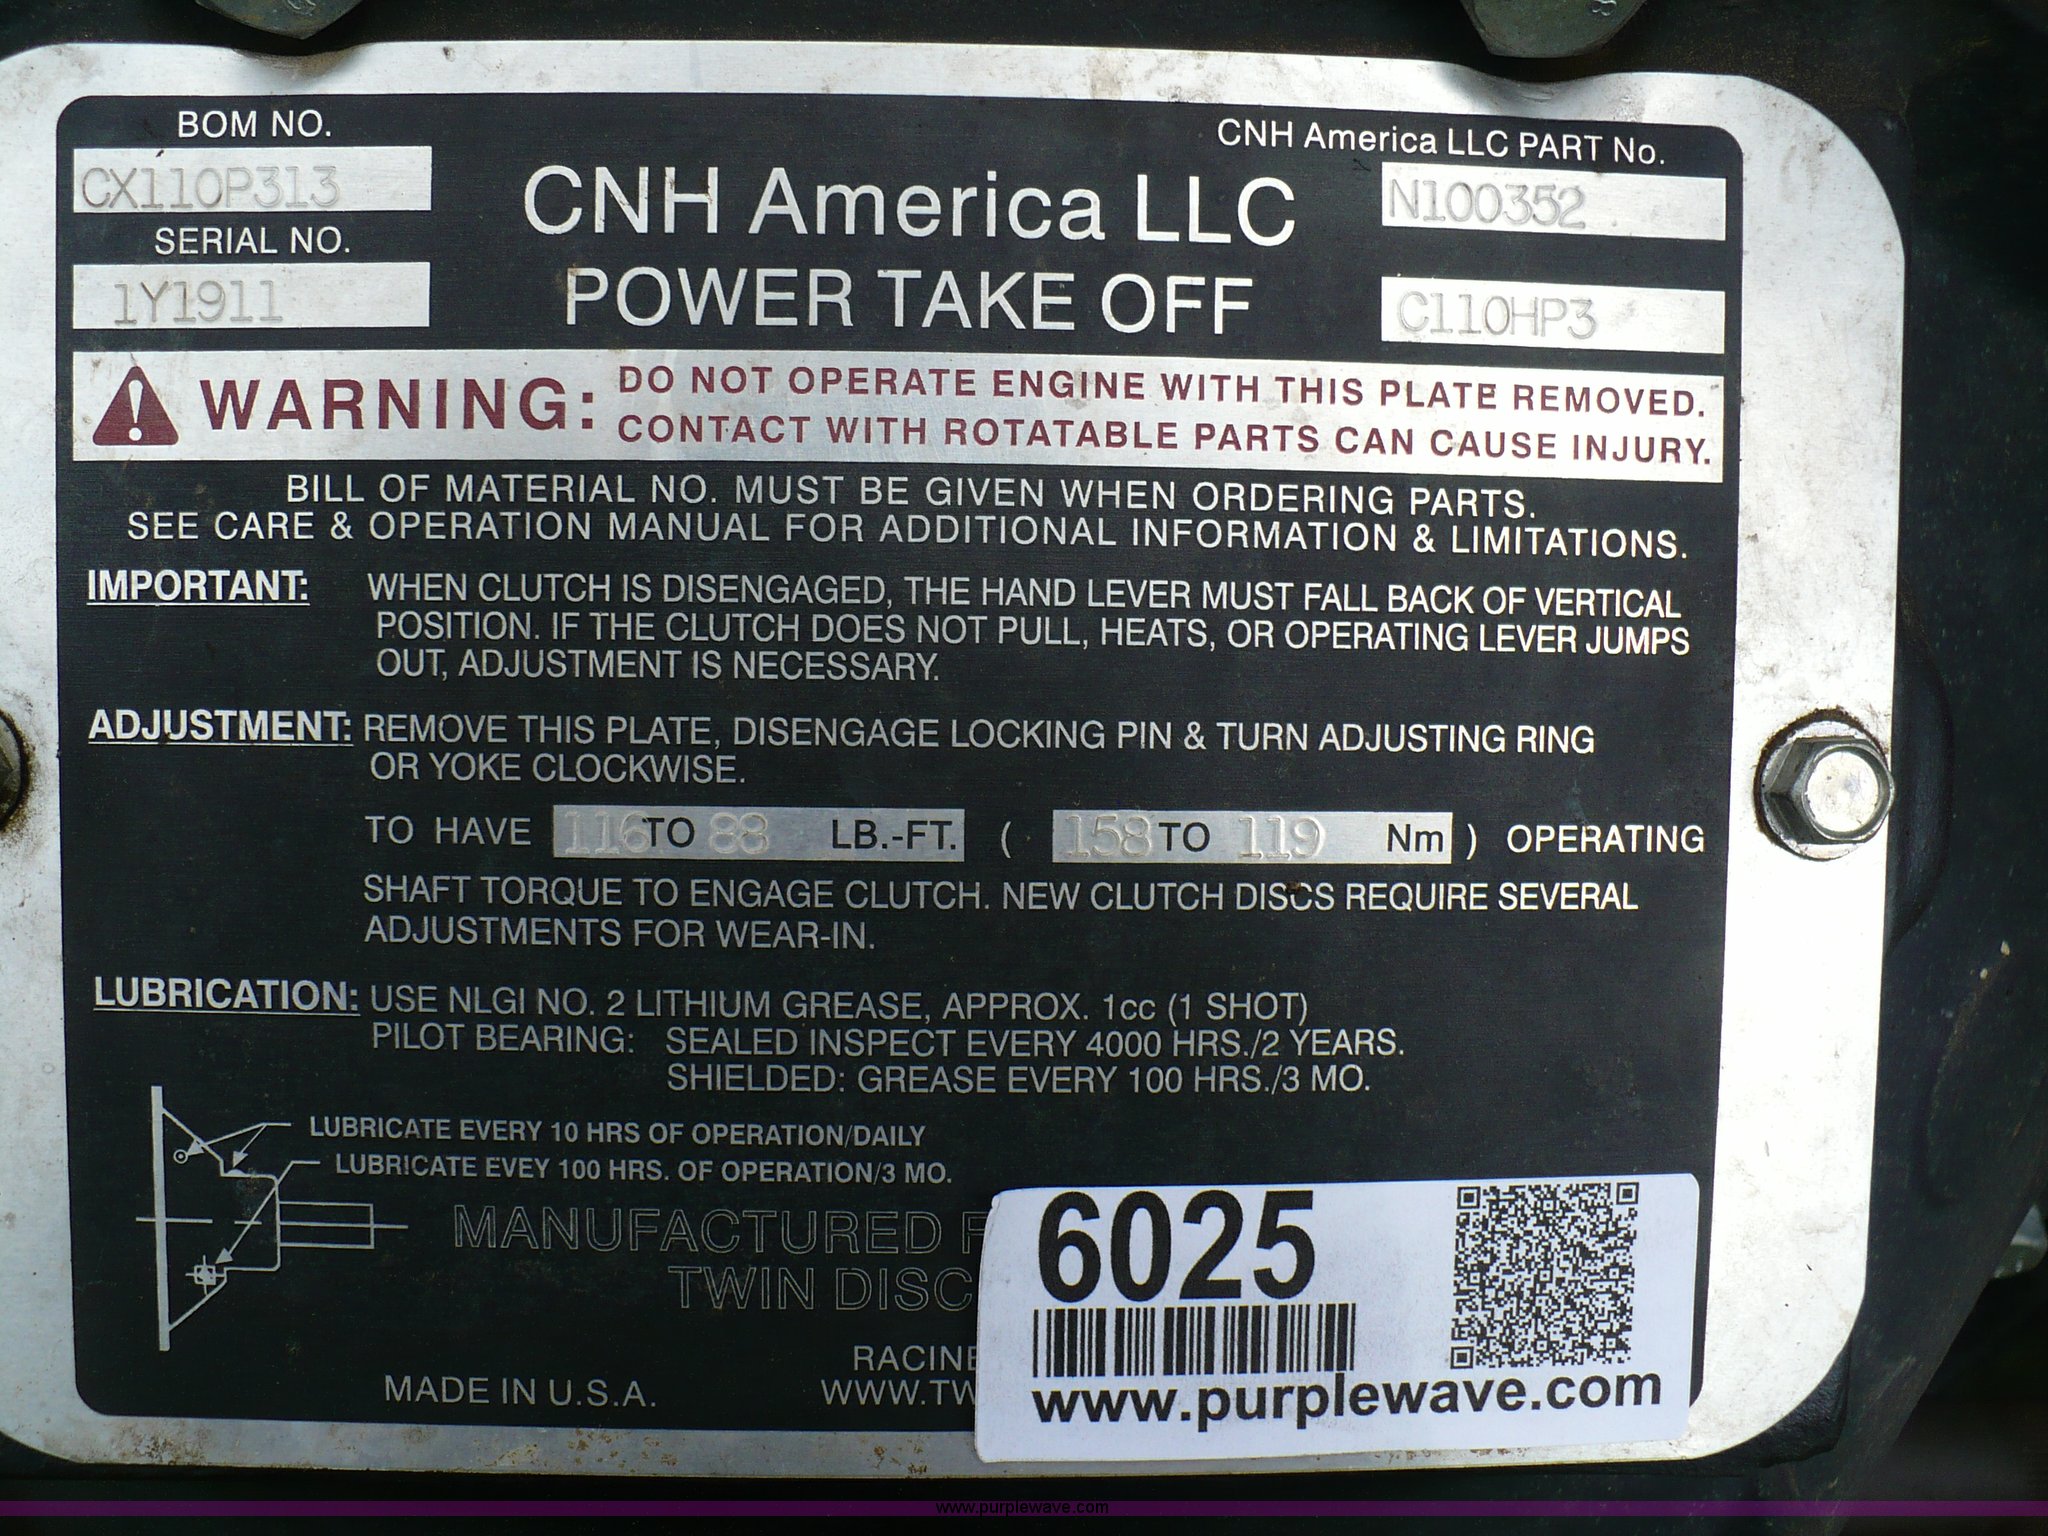 BOM NO.
CX110P313
SERIAL NO.
1Y1911
CNH America LLC
POWER TAKE OFF
CNH America LLC PART No.
N100352
C110HP3
WARNING: DO NOT OPERATE ENGINE WITH THIS PLATE REMOVED.
CONTACT WITH ROTATABLE PARTS CAN CAUSE INJURY.
BILL OF MATERIAL NO. MUST BE GIVEN WHEN ORDERING PARTS.
SEE CARE & OPERATION MANUAL FOR ADDITIONAL INFORMATION & LIMITATIONS.
IMPORTANT: WHEN CLUTCH IS DISENGAGED, THE HAND LEVER MUST FALL BACK OF VERTICAL
POSITION. IF THE CLUTCH DOES NOT PULL, HEATS, OR OPERATING LEVER JUMPS
OUT, ADJUSTMENT IS NECESSARY.
ADJUSTMENT: REMOVE THIS PLATE, DISENGAGE LOCKING PIN & TURN ADJUSTING RING
OR YOKE CLOCKWISE.
TO HAVE 116 TO 88 LB.-FT. ( 158 TO 119 Nm ) OPERATING
SHAFT TORQUE TO ENGAGE CLUTCH. NEW CLUTCH DISCS REQUIRE SEVERAL
ADJUSTMENTS FOR WEAR-IN.
LUBRICATION: USE NLGI NO. 2 LITHIUM GREASE, APPROX. 1cc (1 SHOT)
PILOT BEARING: SEALED INSPECT EVERY 4000 HRS./2 YEARS.
SHIELDED: GREASE EVERY 100 HRS./3 MO.
LUBRICATE EVERY 10 HRS OF OPERATION/DAILY
LUBRICATE EVEY 100 HRS. OF OPERATION/3 MO.
MANUFACTURED
TWIN DISC
RACINE
WWW.TW
MADE IN U.S.A.
6025
www.purplewave.com
www.purplewave.com